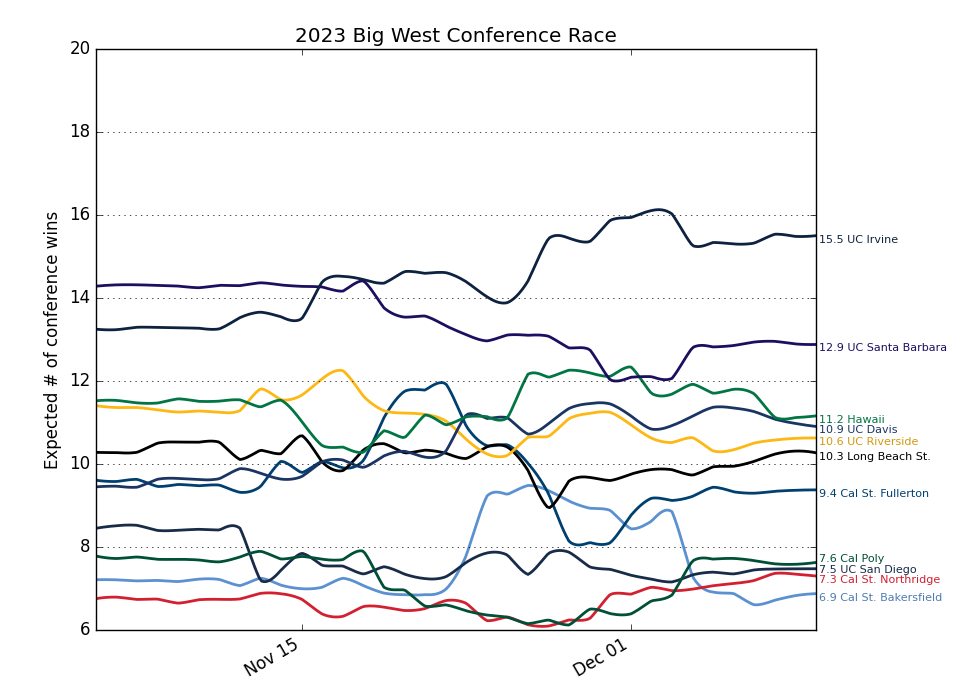 2023 Big West Conference Race
Expected # of conference wins
20
18
16
14
12
10
8
6
15.5 UC Irvine
12.9 UC Santa Barbara
11.2 Hawaii
10.9 UC Davis
10.6 UC Riverside
10.3 Long Beach St.
9.4 Cal St. Fullerton
7.6 Cal Poly
7.5 UC San Diego
7.3 Cal St. Northridge
6.9 Cal St. Bakersfield
Nov 15
Dec 01